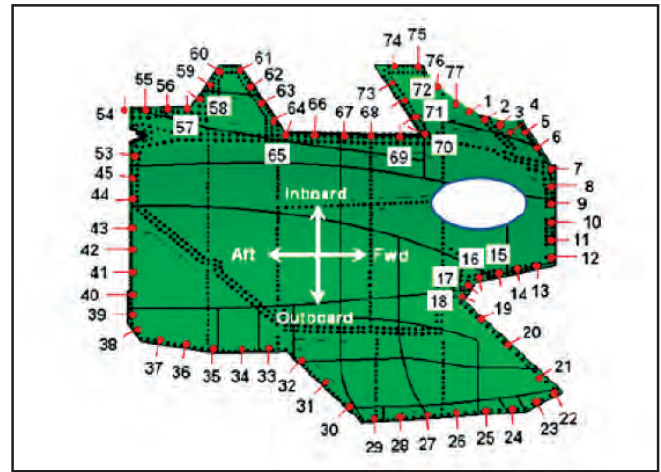 74 75
60 61 76
59 62 73 77
54 55 56 58 63 72 1 2 4
57 64 66 67 68 71 3 5
65 69 70 6
53 7
45 8
44 Inboard 9
43 10
42 Aft Fwd 16 15 11
41 17 14 13 12
40 18
39 Outboard 19
38 20
37 36 35 34 33 32 21
31
30 22
29 28 27 26 25 24 23